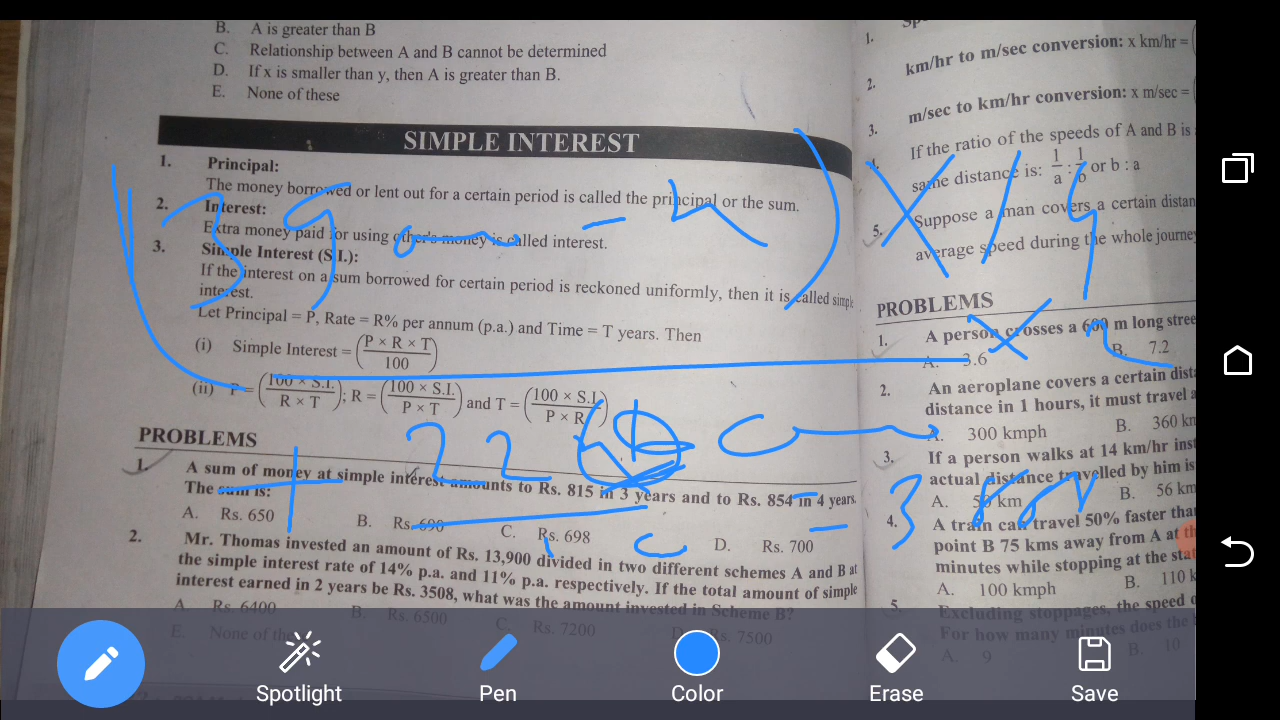 B. A is greater than B
C. Relationship between A and B cannot be determined
D. If x is smaller than y, then A is greater than B.
E. None of these
SIMPLE INTEREST
1. Principal:
The money borrowed or lent out for a certain period is called the principal or the sum.
2. Interest:
Extra money paid for using other's money is called interest.
3. Simple Interest (S.I.):
If the interest on a sum borrowed for certain period is reckoned uniformly, then it is called simple
interest.
Let Principal = P, Rate = R% per annum (p.a.) and Time = T years. Then
(i) Simple Interest = (P × R × T / 100)
(ii) P = (100 × S.I. / R × T); R = (100 × S.I. / P × T) and T = (100 × S.I. / P × R)
PROBLEMS
1. A sum of money at simple interest amounts to Rs. 815 in 3 years and to Rs. 854 in 4 years.
The sum is:
A. Rs. 650 B. Rs. 690 C. Rs. 698 D. Rs. 700
2. Mr. Thomas invested an amount of Rs. 13,900 divided in two different schemes A and B at
the simple interest rate of 14% p.a. and 11% p.a. respectively. If the total amount of simple
interest earned in 2 years be Rs. 3508, what was the amount invested in Scheme B?
A. Rs. 6400 B. Rs. 6500 C. Rs. 7200 D. Rs. 7500
E. None of the
1.
km/hr to m/sec conversion: x km/hr =
2.
m/sec to km/hr conversion: x m/sec =
3.
If the ratio of the speeds of A and B is
4.
same distance is: 1/a : 1/b or b : a
5. Suppose a man covers a certain distan
average speed during the whole journey
PROBLEMS
1. A person crosses a 600 m long stree
A. 3.6 B. 7.2
2. An aeroplane covers a certain dist
distance in 1 hours, it must travel a
A. 300 kmph B. 360 km
3. If a person walks at 14 km/hr inst
actual distance travelled by him is
A. 50 km B. 56 km
4. A train can travel 50% faster tha
point B 75 kms away from A at th
minutes while stopping at the stat
A. 100 kmph B. 110 k
5. Excluding stoppages, the speed o
For how many minutes does the
A. 9 B. 10
Spotlight Pen Color Erase Save